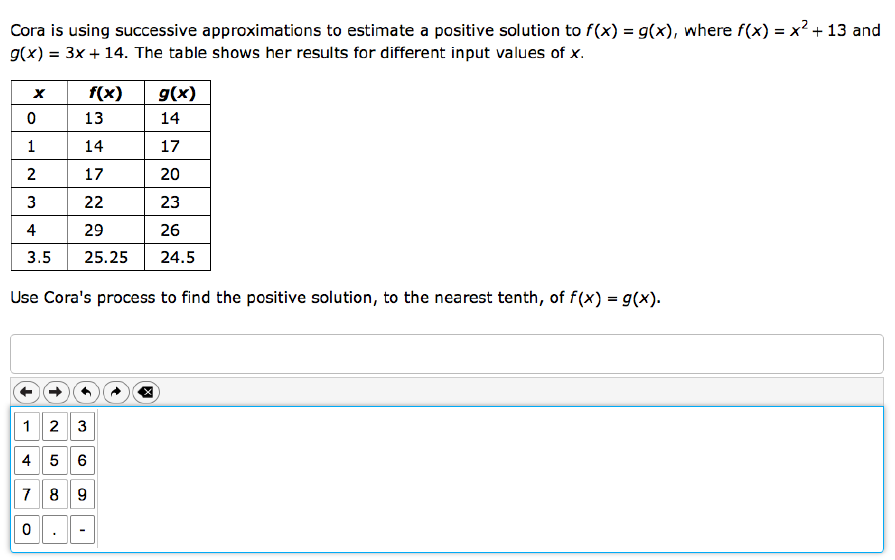 Cora is using successive approximations to estimate a positive solution to f(x) = g(x), where f(x) = x² + 13 and
g(x) = 3x + 14. The table shows her results for different input values of x.
x f(x) g(x)
0 13 14
1 14 17
2 17 20
3 22 23
4 29 26
3.5 25.25 24.5
Use Cora's process to find the positive solution, to the nearest tenth, of f(x) = g(x).
1 2 3
4 5 6
7 8 9
0 . -